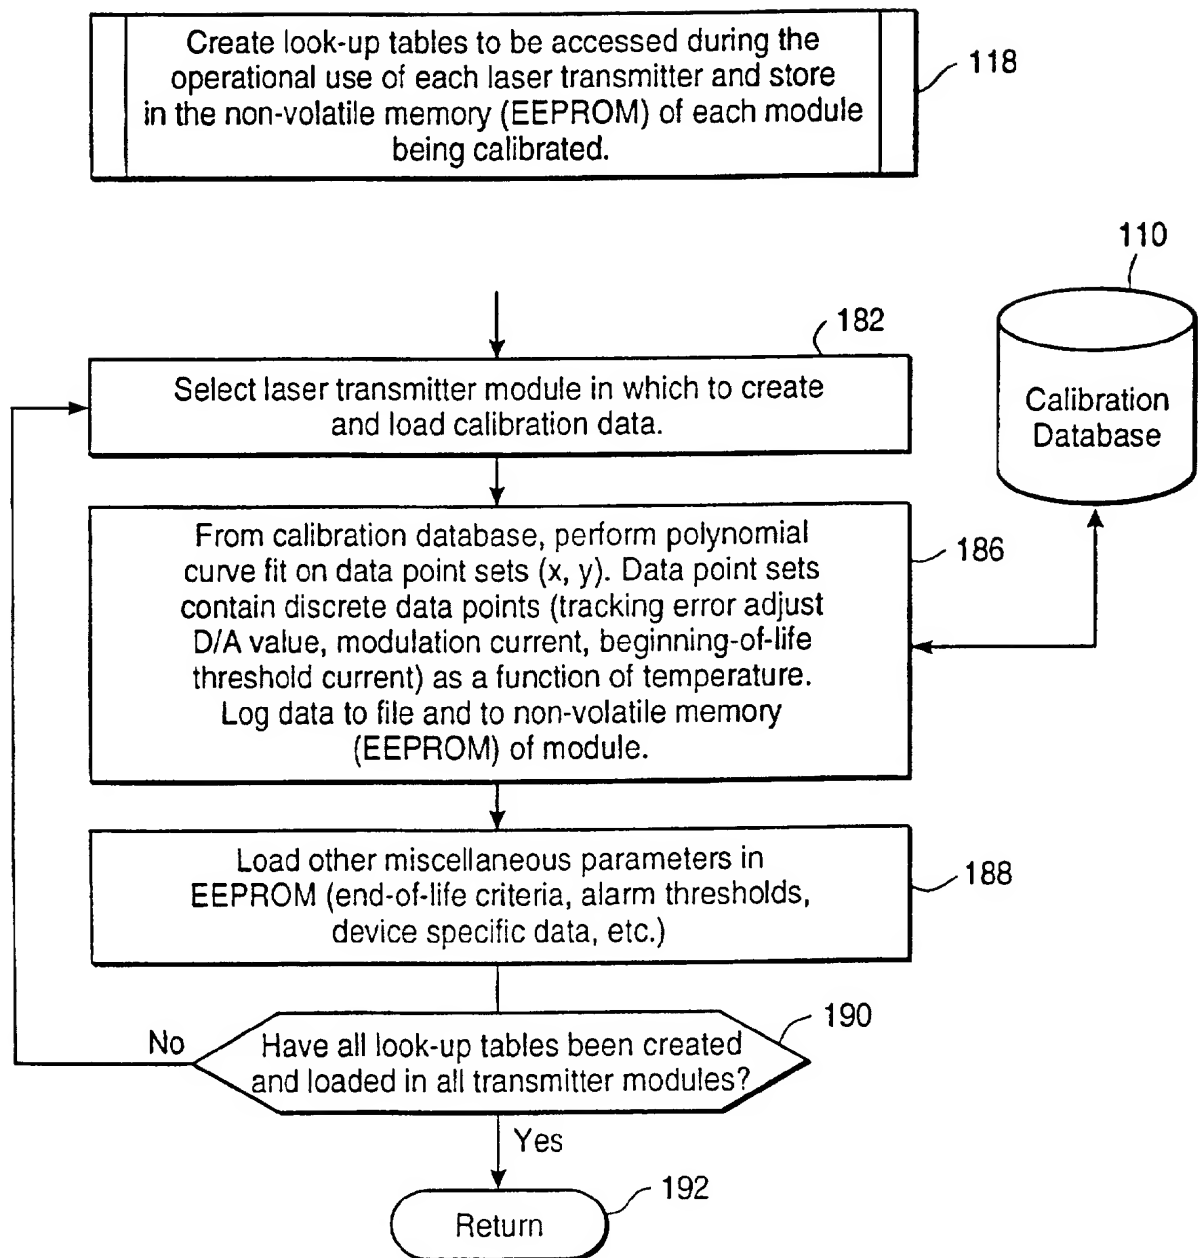 Create look-up tables to be accessed during the
operational use of each laser transmitter and store
in the non-volatile memory (EEPROM) of each module
being calibrated.
118
110
Calibration
Database
182
Select laser transmitter module in which to create
and load calibration data.
From calibration database, perform polynomial
curve fit on data point sets (x, y). Data point sets
contain discrete data points (tracking error adjust
D/A value, modulation current, beginning-of-life
threshold current) as a function of temperature.
Log data to file and to non-volatile memory
(EEPROM) of module.
186
Load other miscellaneous parameters in
EEPROM (end-of-life criteria, alarm thresholds,
device specific data, etc.)
188
No
Have all look-up tables been created
and loaded in all transmitter modules?
190
Yes
Return
192